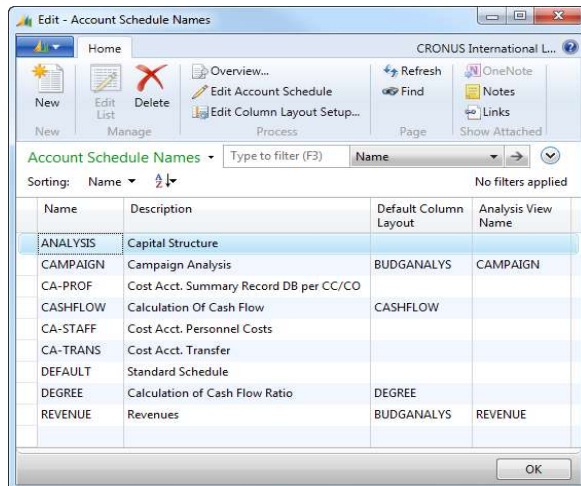 Edit - Account Schedule Names
Home
CRONUS International L...
New
Edit List
Delete
Overview...
Edit Account Schedule
Edit Column Layout Setup...
Refresh
Find
OneNote
Notes
Links
New
Manage
Process
Page
Show Attached
Account Schedule Names
Type to filter (F3)
Name
Sorting: Name
No filters applied
Name Description Default Column Layout Analysis View Name
ANALYSIS Capital Structure
CAMPAIGN Campaign Analysis BUDGANALYS CAMPAIGN
CA-PROF Cost Acct. Summary Record DB per CC/CO
CASHFLOW Calculation Of Cash Flow CASHFLOW
CA-STAFF Cost Acct. Personnel Costs
CA-TRANS Cost Acct. Transfer
DEFAULT Standard Schedule
DEGREE Calculation of Cash Flow Ratio DEGREE
REVENUE Revenues BUDGANALYS REVENUE
OK